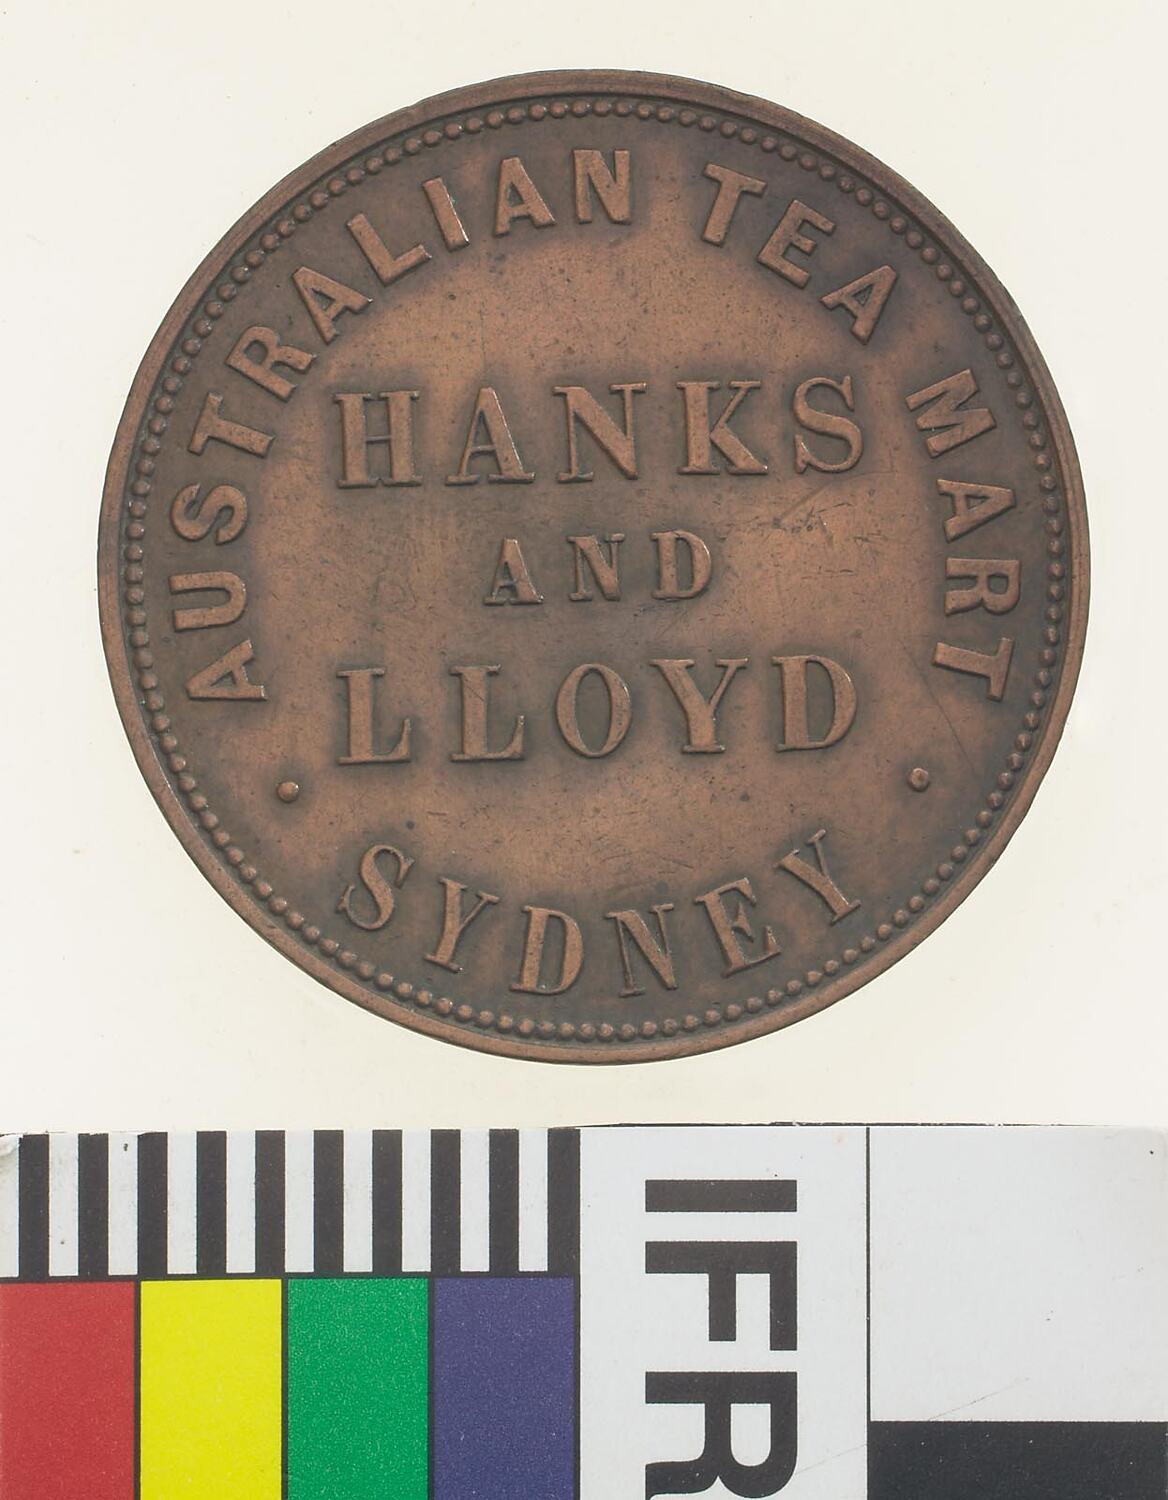 AUSTRALIAN TEA MART
HANKS
AND
LLOYD
• SYDNEY •
IFR